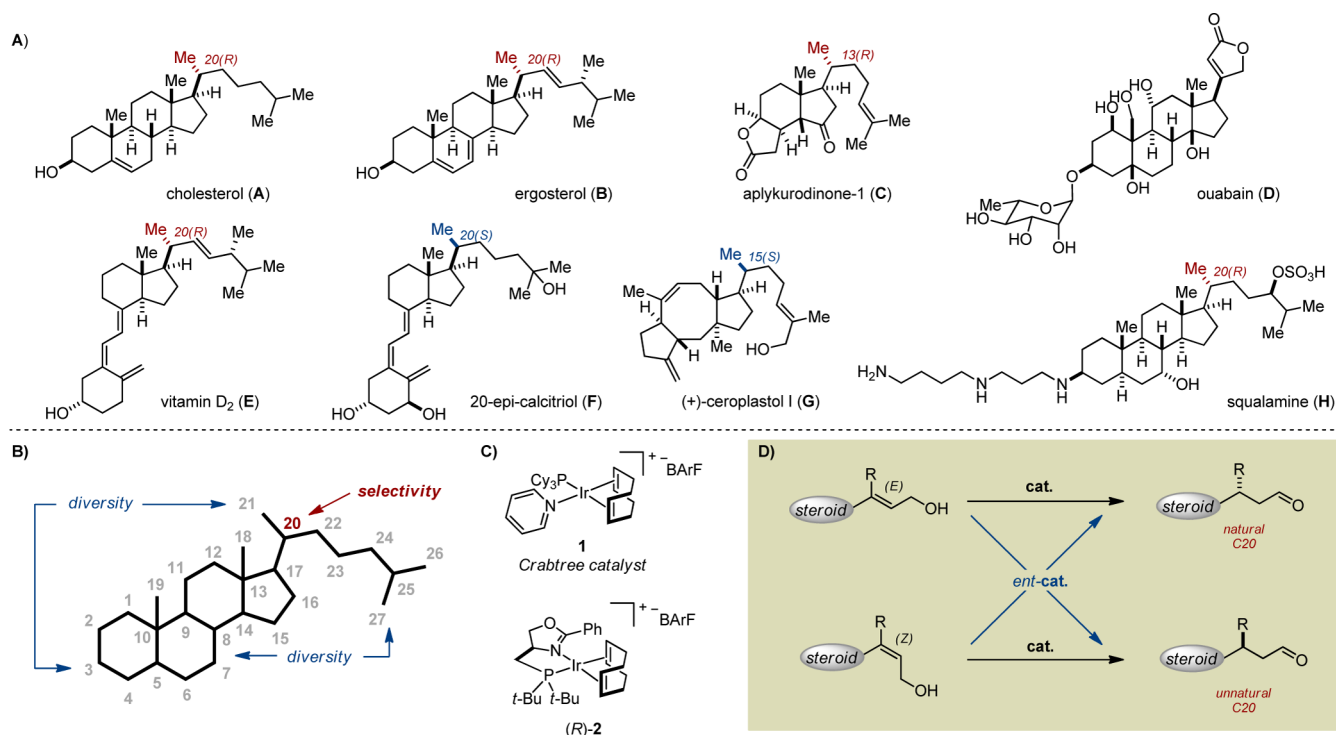 A)
Me 20(R)
Me
Me
Me
Me
H
H
H
HO
cholesterol (A)
Me 20(R)
Me
Me
Me
Me
Me
H
H
H
HO
ergosterol (B)
Me 13(R)
Me
H
H
H
H
O
O
O
Me
Me
aplykurodinone-1 (C)
O
O
HO
HO
HO
Me
H
H
OH
OH
O
Me
O
HO
HO
OH
ouabain (D)
Me 20(R)
Me
Me
Me
Me
H
H
HO
vitamin D2 (E)
Me 20(S)
Me
H
Me
Me
OH
H
HO
OH
20-epi-calcitriol (F)
Me 15(S)
Me
H
H
H
H
Me
Me
HO
(+)-ceroplastol I (G)
Me 20(R)
OSO3H
Me
Me
Me
Me
H
H
H
H
H2N
N
H
N
H
HN
OH
squalamine (H)
B)
diversity
selectivity
21
20
22
18
24
26
12
17
23
11
25
19
13
16
27
1
14
2
9
8
15
10
diversity
3
5
7
4
6
C)
+ –
BArF
Cy3P
Ir
N
1
Crabtree catalyst
+ –
BArF
O
Ph
N
Ir
P
t-Bu
t-Bu
(R)-2
D)
R
(E)
steroid
OH
cat.
R
steroid
O
natural
C20
ent-cat.
R
(Z)
steroid
OH
cat.
R
steroid
O
unnatural
C20